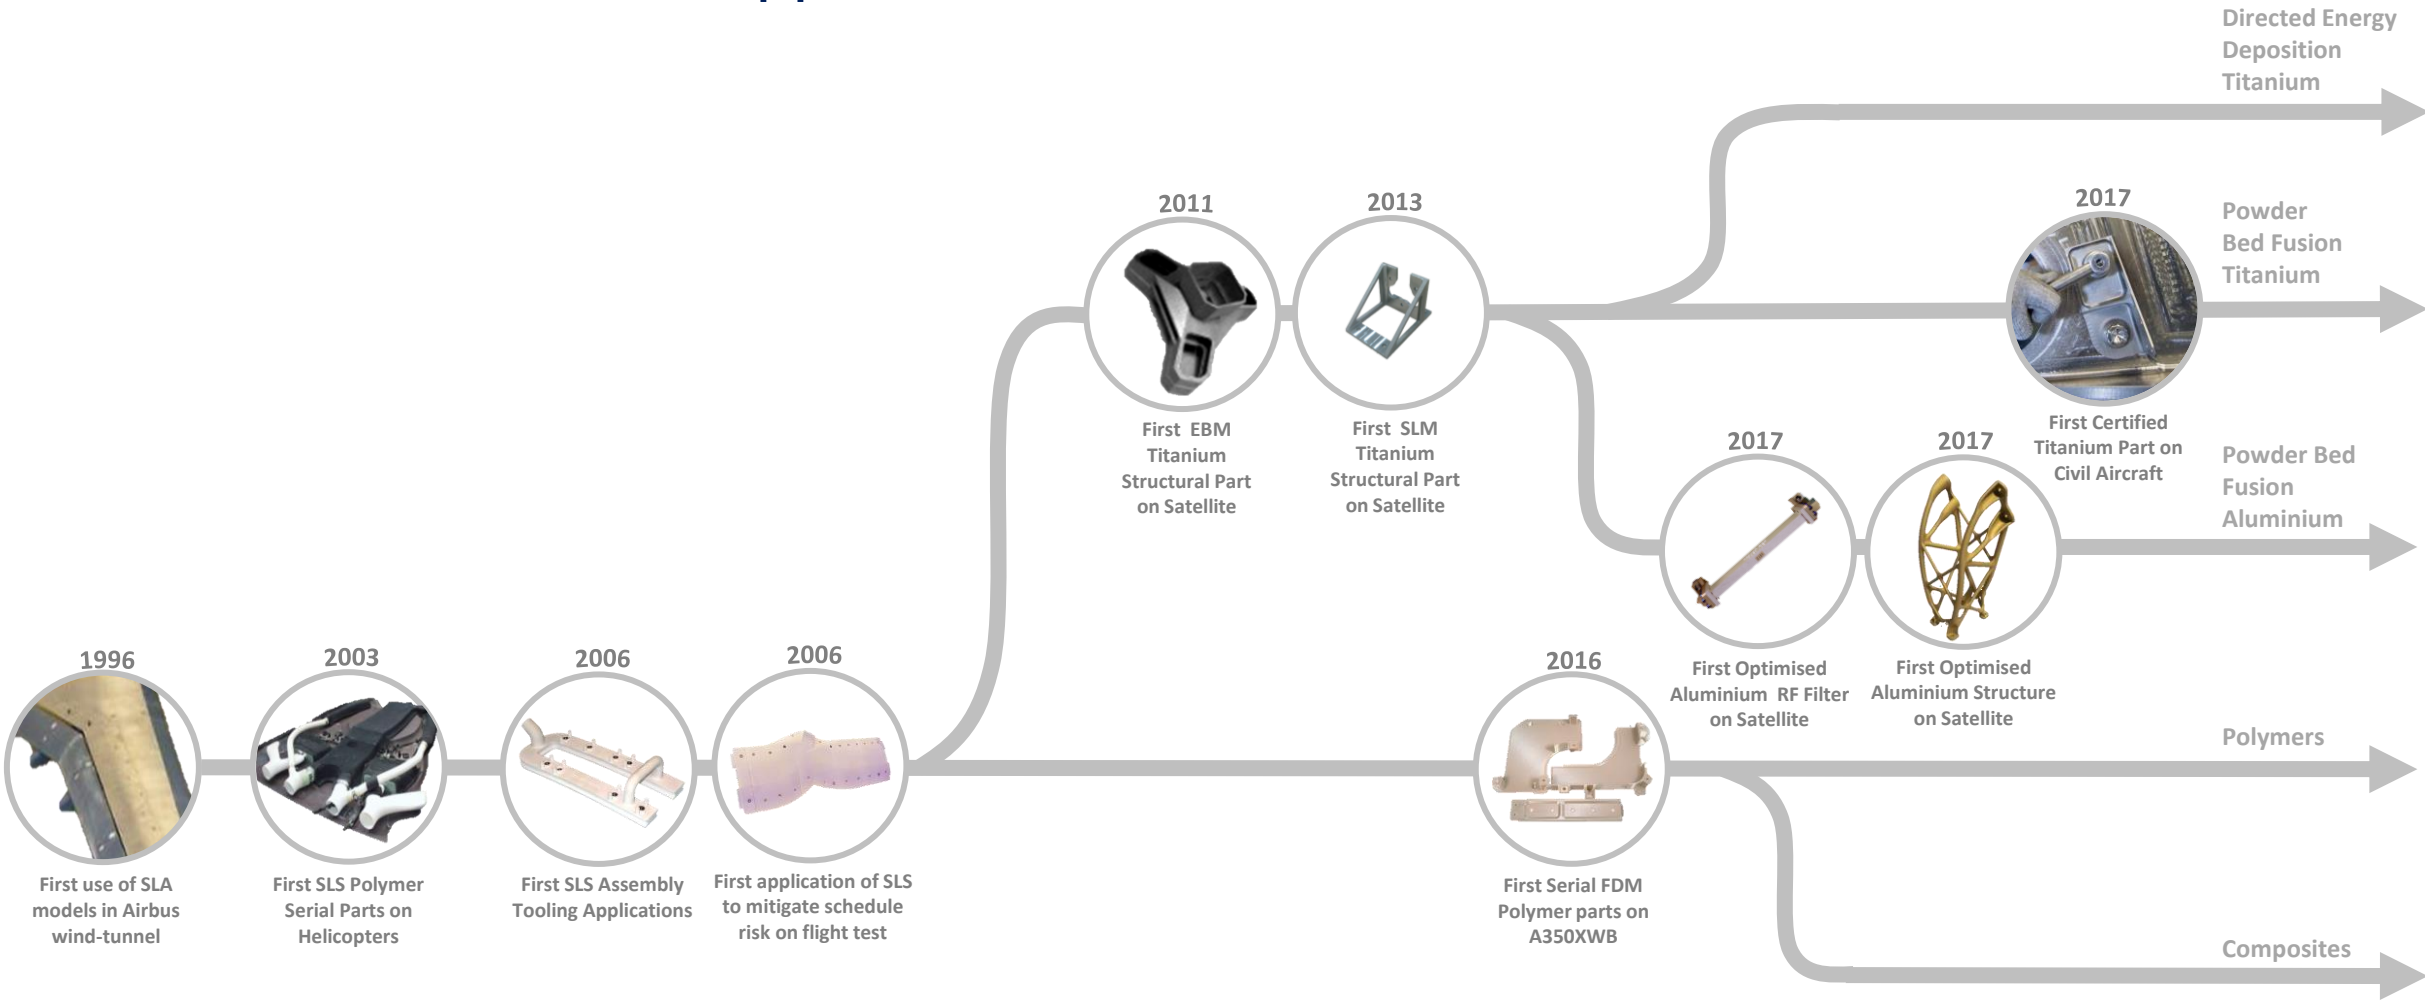 Directed Energy
Deposition
Titanium
2011
First EBM
Titanium
Structural Part
on Satellite
2013
First SLM
Titanium
Structural Part
on Satellite
2017
First Certified
Titanium Part on
Civil Aircraft
Powder
Bed Fusion
Titanium
2017
First Optimised
Aluminium RF Filter
on Satellite
2017
First Optimised
Aluminium Structure
on Satellite
Powder Bed
Fusion
Aluminium
1996
First use of SLA
models in Airbus
wind-tunnel
2003
First SLS Polymer
Serial Parts on
Helicopters
2006
First SLS Assembly
Tooling Applications
2006
First application of SLS
to mitigate schedule
risk on flight test
2016
First Serial FDM
Polymer parts on
A350XWB
Polymers
Composites